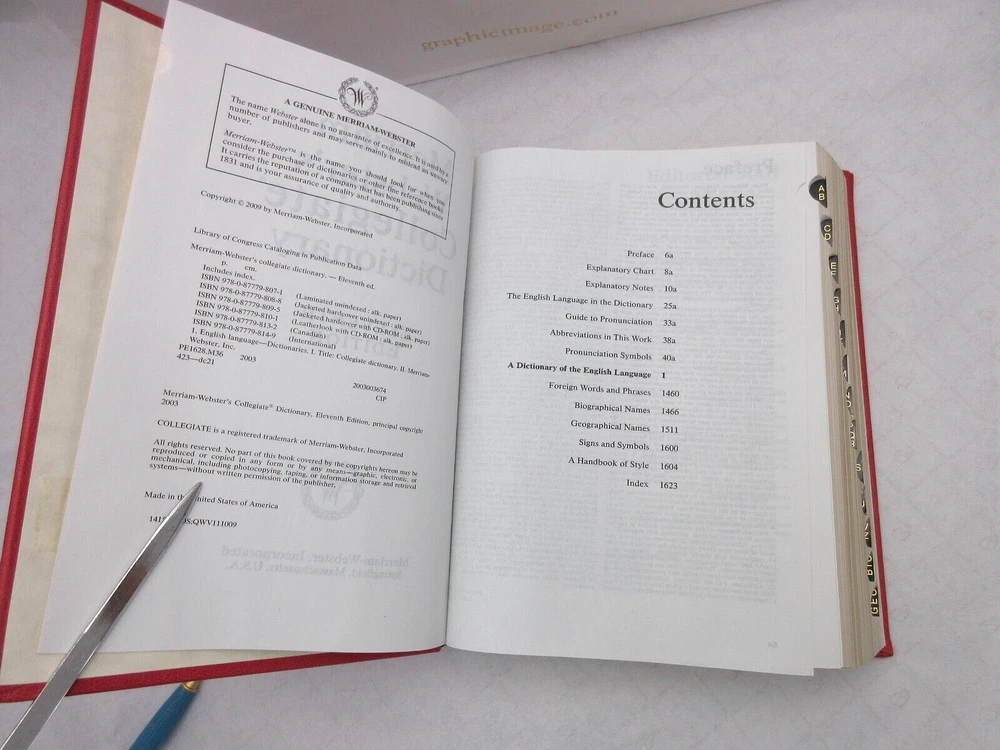 graphicimage.com
A GENUINE MERRIAM-WEBSTER
The name Webster alone is no guarantee of excellence. It is used by a
number of publishers and may serve mainly to mislead an unwary
buyer.
Merriam-Webster™ is the name you should look for when you
consider the purchase of dictionaries or other fine reference books.
It carries the reputation of a company that has been publishing since
1831 and is your assurance of quality and authority.
Copyright © 2009 by Merriam-Webster, Incorporated
Library of Congress Cataloging in Publication Data
Merriam-Webster's collegiate dictionary. — Eleventh ed.
p. cm.
Includes index.
ISBN 978-0-87779-807-1 (Laminated unindexed : alk. paper)
ISBN 978-0-87779-808-8 (Jacketed hardcover unindexed : alk. paper)
ISBN 978-0-87779-809-5 (Jacketed hardcover with CD-ROM : alk. paper)
ISBN 978-0-87779-810-1 (Leatherlook with CD-ROM : alk. paper)
ISBN 978-0-87779-813-2 (Canadian)
ISBN 978-0-87779-814-9 (International)
1. English language—Dictionaries. I. Title: Collegiate dictionary. II. Merriam-
Webster, Inc.
PE1628.M36 2003
423—dc21
2003003674
CIP
Merriam-Webster's Collegiate® Dictionary, Eleventh Edition, principal copyright
2003
COLLEGIATE is a registered trademark of Merriam-Webster, Incorporated
All rights reserved. No part of this book covered by the copyrights hereon may be
reproduced or copied in any form or by any means—graphic, electronic, or
mechanical, including photocopying, taping, or information storage and retrieval
systems—without written permission of the publisher.
Made in the United States of America
QWV111009
Contents
Preface 6a
Explanatory Chart 8a
Explanatory Notes 10a
The English Language in the Dictionary 25a
Guide to Pronunciation 33a
Abbreviations in This Work 38a
Pronunciation Symbols 40a
A Dictionary of the English Language 1
Foreign Words and Phrases 1460
Biographical Names 1466
Geographical Names 1511
Signs and Symbols 1600
A Handbook of Style 1604
Index 1623
AB
CD
BIO
GEO